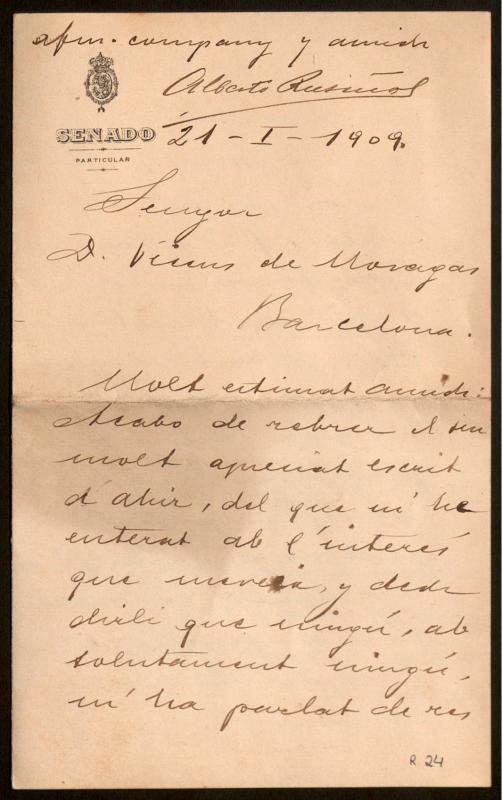 afm. company y amich
Alberto Rusiñol
SENADO
PARTICULAR
21-I-1909.
Senyor
D. Vicens de Moragas
Barcelona.
Molt estimat amich:
Acabo de rebrer el seu
molt apreciat escrit
d'ahir, del que m'he
enterat ab l'interés
que mereix, y dech
dirli que ningú, ab
solutament ningú,
m'ha parlat de res
R 24